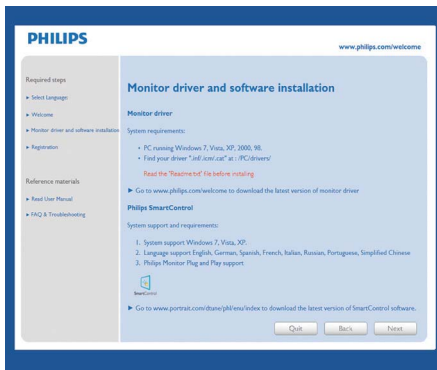 PHILIPS
www.philips.com/welcome
Required steps
Select Language:
Welcome
Monitor driver and software installation
Registration
Reference materials
Read User Manual
FAQ & Troubleshooting
Monitor driver and software installation
Monitor driver
System requirements:
• PC running Windows 7, Vista, XP, 2000, 98.
• Find your driver ".inf/ .icm/ .cat" at : /PC/drivers/
Read the "Readme.txt" file before installing.
Go to www.philips.com/welcome to download the latest version of monitor driver
Philips SmartControl
System support and requirements:
1. System support Windows 7, Vista, XP.
2. Language support English, German, Spanish, French, Italian, Russian, Portuguese, Simplified Chinese
3. Philips Monitor Plug and Play support
SmartControl
Go to www.portrait.com/dtune/phl/enu/index to download the latest version of SmartControl software.
Quit
Back
Next